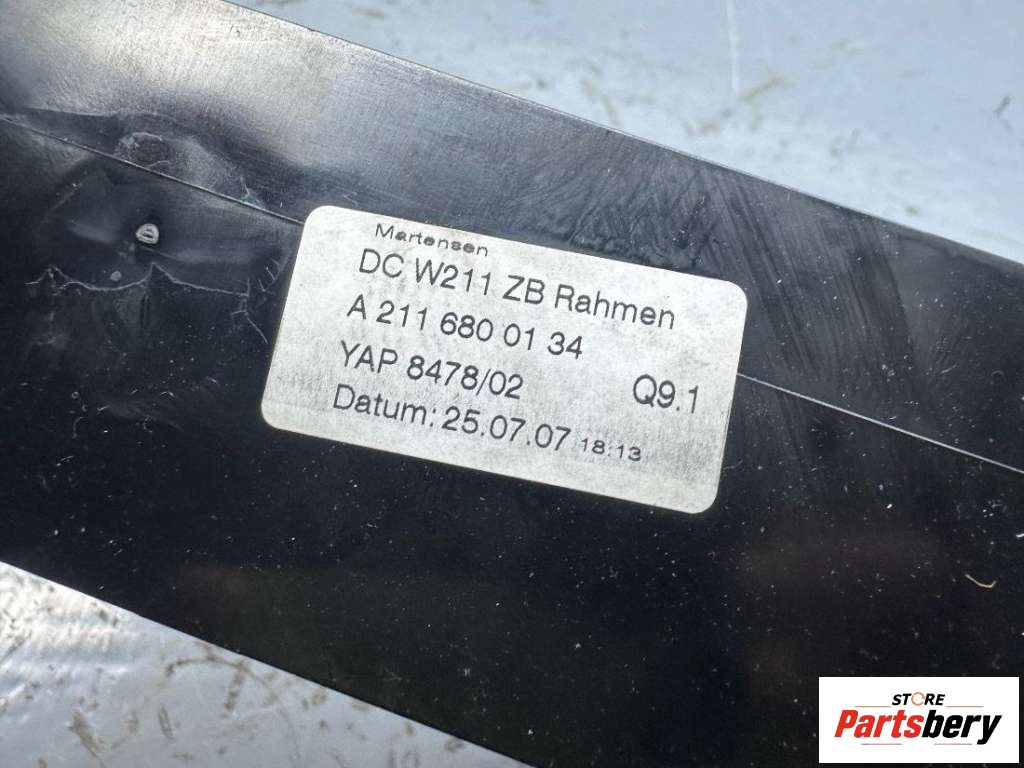 Martensen
DC W211 ZB Rahmen
A 211 680 01 34
YAP 8478/02 Q9.1
Datum: 25.07.07 18:13
STORE
Partsbery